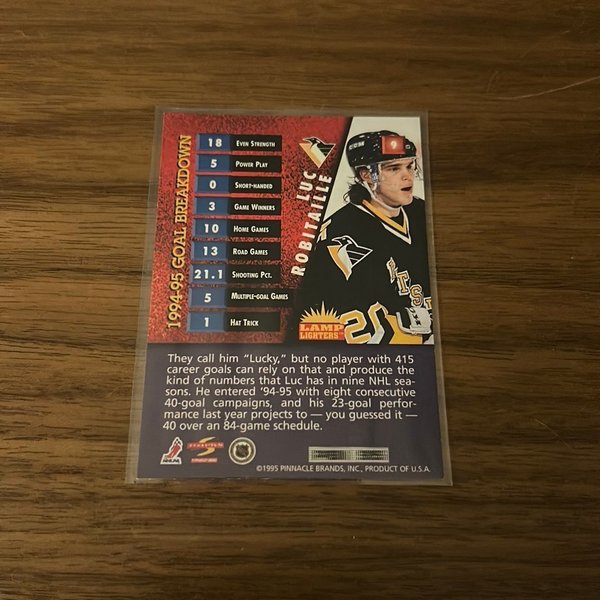 1994-95 GOAL BREAKDOWN
18 EVEN STRENGTH
5 POWER PLAY
0 SHORT-HANDED
3 GAME WINNERS
10 HOME GAMES
13 ROAD GAMES
21.1 SHOOTING PCT.
5 MULTIPLE-GOAL GAMES
1 HAT TRICK
LUC
ROBITAILLE
9
LAMP
LIGHTERS
They call him “Lucky,” but no player with 415
career goals can rely on that and produce the
kind of numbers that Luc has in nine NHL sea-
sons. He entered ’94-95 with eight consecutive
40-goal campaigns, and his 23-goal perfor-
mance last year projects to — you guessed it —
40 over an 84-game schedule.
NHLPA
©1995 PINNACLE BRANDS, INC., PRODUCT OF U.S.A.